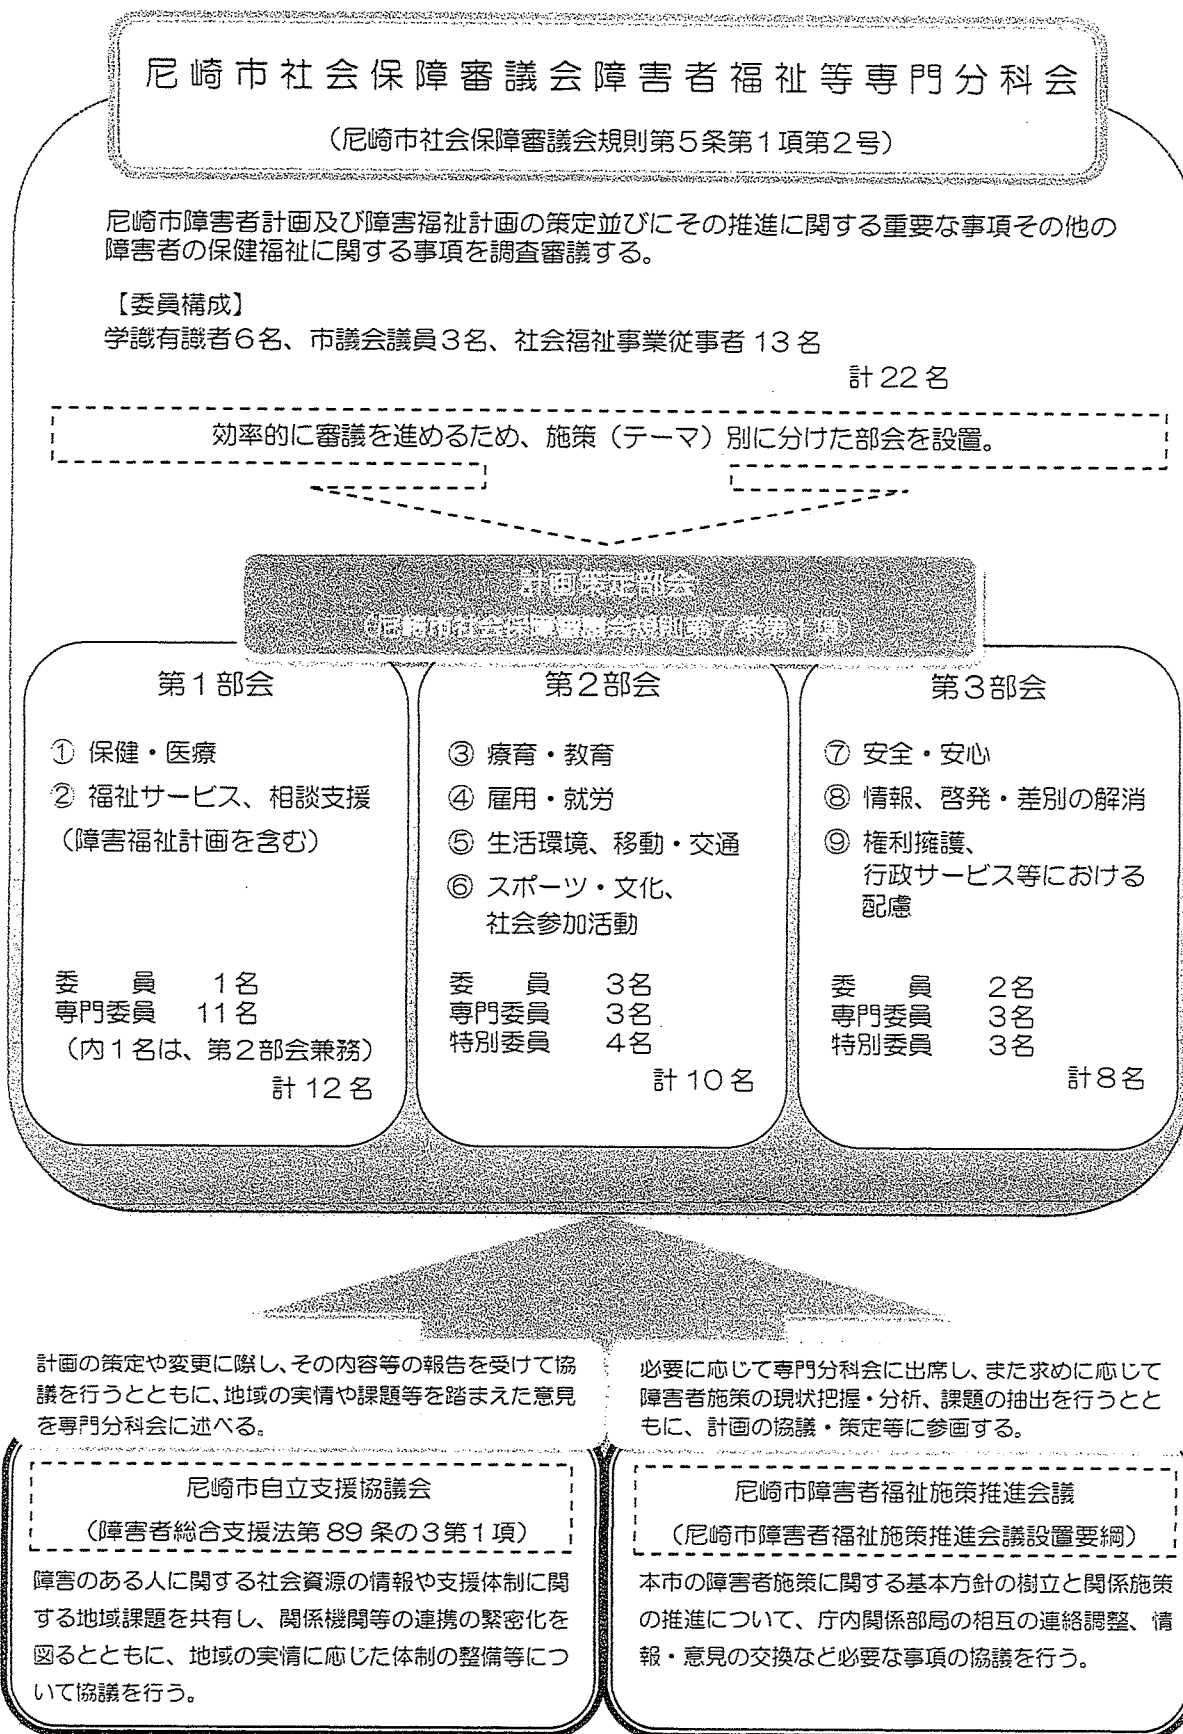 尼崎市社会保障審議会障害者福祉等専門分科会
（尼崎市社会保障審議会規則第5条第1項第2号）
尼崎市障害者計画及び障害福祉計画の策定並びにその推進に関する重要な事項その他の
障害者の保健福祉に関する事項を調査審議する。
【委員構成】
学識有識者6名、市議会議員3名、社会福祉事業従事者13名
計22名
効率的に審議を進めるため、施策（テーマ）別に分けた部会を設置。
計画策定部会
（尼崎市社会保障審議会規則第7条第1項）
第1部会
① 保健・医療
② 福祉サービス、相談支援
（障害福祉計画を含む）
委　員　1名
専門委員　11名
（内1名は、第2部会兼務）
計12名
第2部会
③ 療育・教育
④ 雇用・就労
⑤ 生活環境、移動・交通
⑥ スポーツ・文化、
社会参加活動
委　員　3名
専門委員　3名
特別委員　4名
計10名
第3部会
⑦ 安全・安心
⑧ 情報、啓発・差別の解消
⑨ 権利擁護、
行政サービス等における
配慮
委　員　2名
専門委員　3名
特別委員　3名
計8名
計画の策定や変更に際し、その内容等の報告を受けて協
議を行うとともに、地域の実情や課題等を踏まえた意見
を専門分科会に述べる。
尼崎市自立支援協議会
（障害者総合支援法第89条の3第1項）
障害のある人に関する社会資源の情報や支援体制に関
する地域課題を共有し、関係機関等の連携の緊密化を
図るとともに、地域の実情に応じた体制の整備等につ
いて協議を行う。
必要に応じて専門分科会に出席し、また求めに応じて
障害者施策の現状把握・分析、課題の抽出を行うとと
もに、計画の協議・策定等に参画する。
尼崎市障害者福祉施策推進会議
（尼崎市障害者福祉施策推進会議設置要綱）
本市の障害者施策に関する基本方針の樹立と関係施策
の推進について、庁内関係部局の相互の連絡調整、情
報・意見の交換など必要な事項の協議を行う。